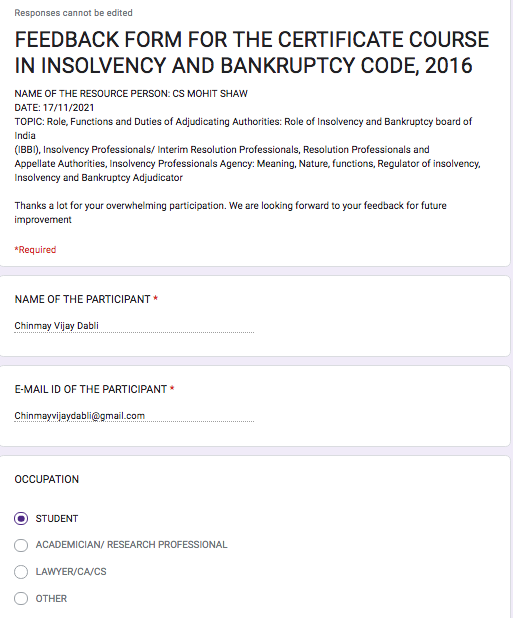 Responses cannot be edited
FEEDBACK FORM FOR THE CERTIFICATE COURSE
IN INSOLVENCY AND BANKRUPTCY CODE, 2016
NAME OF THE RESOURCE PERSON: CS MOHIT SHAW
DATE: 17/11/2021
TOPIC: Role, Functions and Duties of Adjudicating Authorities: Role of Insolvency and Bankruptcy board of
India
(IBBI), Insolvency Professionals/ Interim Resolution Professionals, Resolution Professionals and
Appellate Authorities, Insolvency Professionals Agency: Meaning, Nature, functions, Regulator of insolvency,
Insolvency and Bankruptcy Adjudicator
Thanks a lot for your overwhelming participation. We are looking forward to your feedback for future
improvement
*Required
NAME OF THE PARTICIPANT *
Chinmay Vijay Dabli
E-MAIL ID OF THE PARTICIPANT *
Chinmayvijaydabli@gmail.com
OCCUPATION
STUDENT
ACADEMICIAN/ RESEARCH PROFESSIONAL
LAWYER/CA/CS
OTHER